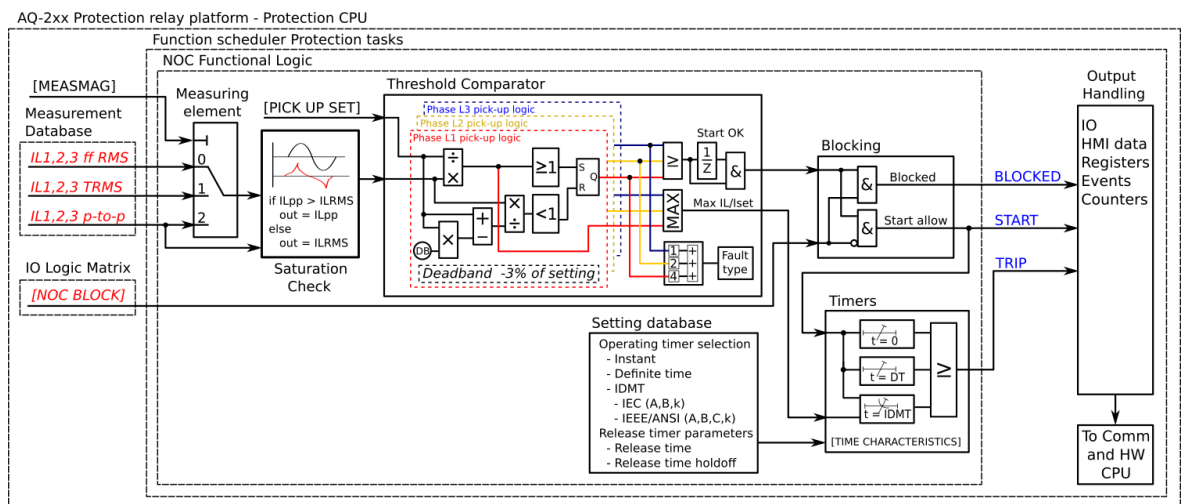 AQ-2xx Protection relay platform - Protection CPU
Function scheduler Protection tasks
NOC Functional Logic
[MEASMAG]
Measurement
Database
IL1,2,3 ff RMS
IL1,2,3 TRMS
IL1,2,3 p-to-p
IO Logic Matrix
[NOC BLOCK]
Measuring
element
0
1
2
if ILpp > ILRMS
out = ILpp
else
out = ILRMS
Saturation
Check
[PICK UP SET]
Threshold Comparator
Phase L3 pick-up logic
Phase L2 pick-up logic
Phase L1 pick-up logic
÷
×
≥1
S
Q
R
×
÷
<1
+
−
×
DB
Deadband -3% of setting
≥
Start OK
1
Z
&
MAX
Max IL/Iset
1 +
2 +
4 +
Fault
type
Blocking
&
Blocked
&
Start allow
BLOCKED
START
TRIP
Timers
t = 0
t = DT
t = IDMT
≥
[TIME CHARACTERISTICS]
Setting database
Operating timer selection
- Instant
- Definite time
- IDMT
- IEC (A,B,k)
- IEEE/ANSI (A,B,C,k)
Release timer parameters
- Release time
- Release time holdoff
Output
Handling
IO
HMI data
Registers
Events
Counters
To Comm
and HW
CPU